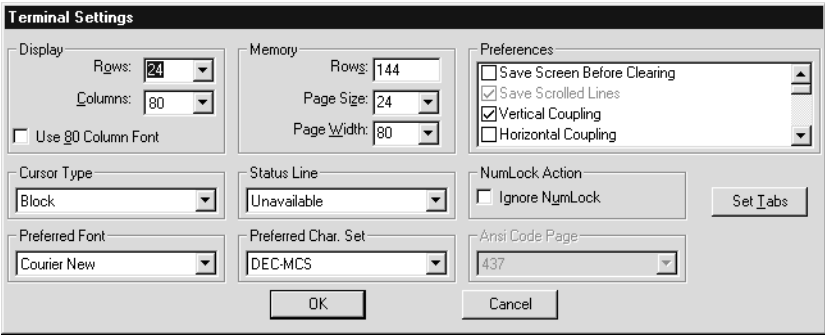 Terminal Settings
Display
Rows: 24
Columns: 80
Use 80 Column Font
Memory
Rows: 144
Page Size: 24
Page Width: 80
Preferences
Save Screen Before Clearing
Save Scrolled Lines
Vertical Coupling
Horizontal Coupling
Cursor Type
Block
Status Line
Unavailable
NumLock Action
Ignore NumLock
Set Tabs
Preferred Font
Courier New
Preferred Char. Set
DEC-MCS
Ansi Code Page
437
OK
Cancel